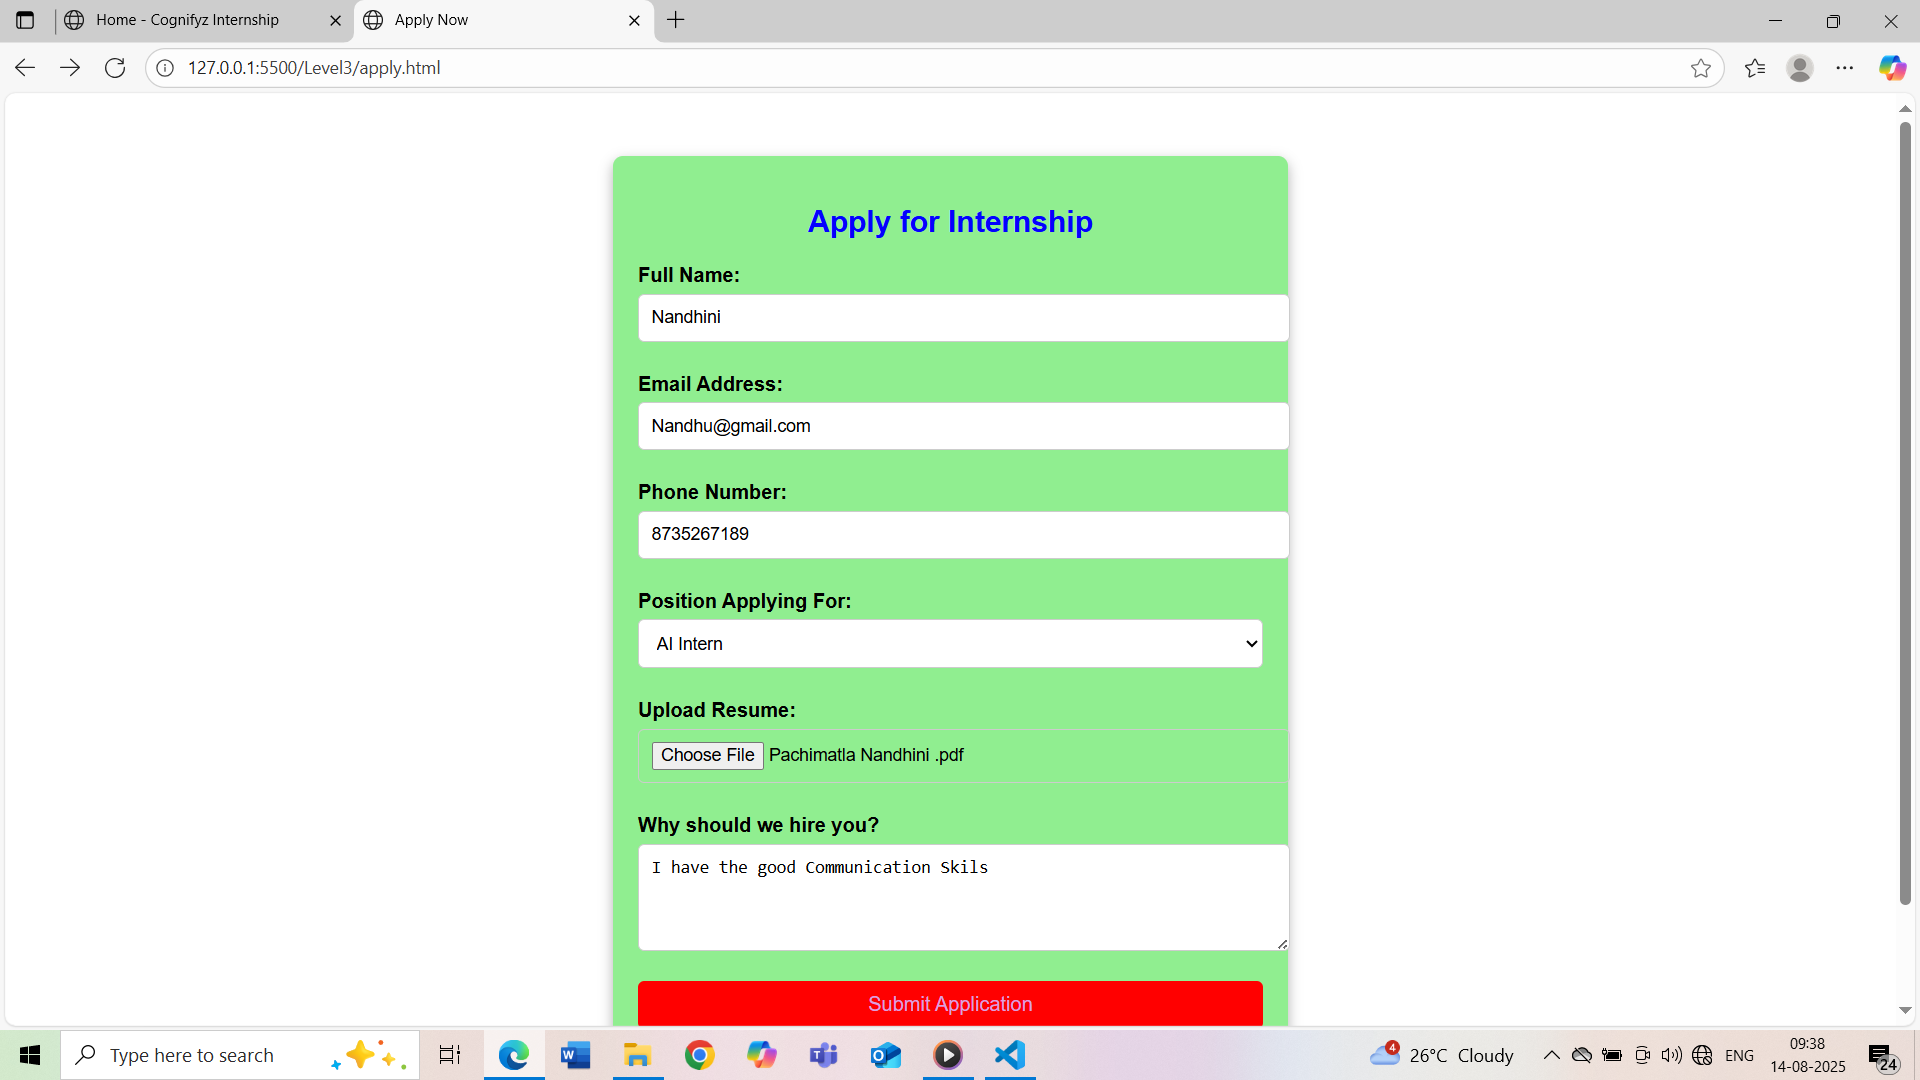 Home - Cognifyz Internship
Apply Now
127.0.0.1:5500/Level3/apply.html
Apply for Internship
Full Name:
Nandhini
Email Address:
Nandhu@gmail.com
Phone Number:
8735267189
Position Applying For:
AI Intern
Upload Resume:
Choose File Pachimatla Nandhini .pdf
Why should we hire you?
I have the good Communication Skils
Submit Application
Type here to search
4
26°C Cloudy
ENG
09:38
14-08-2025
24